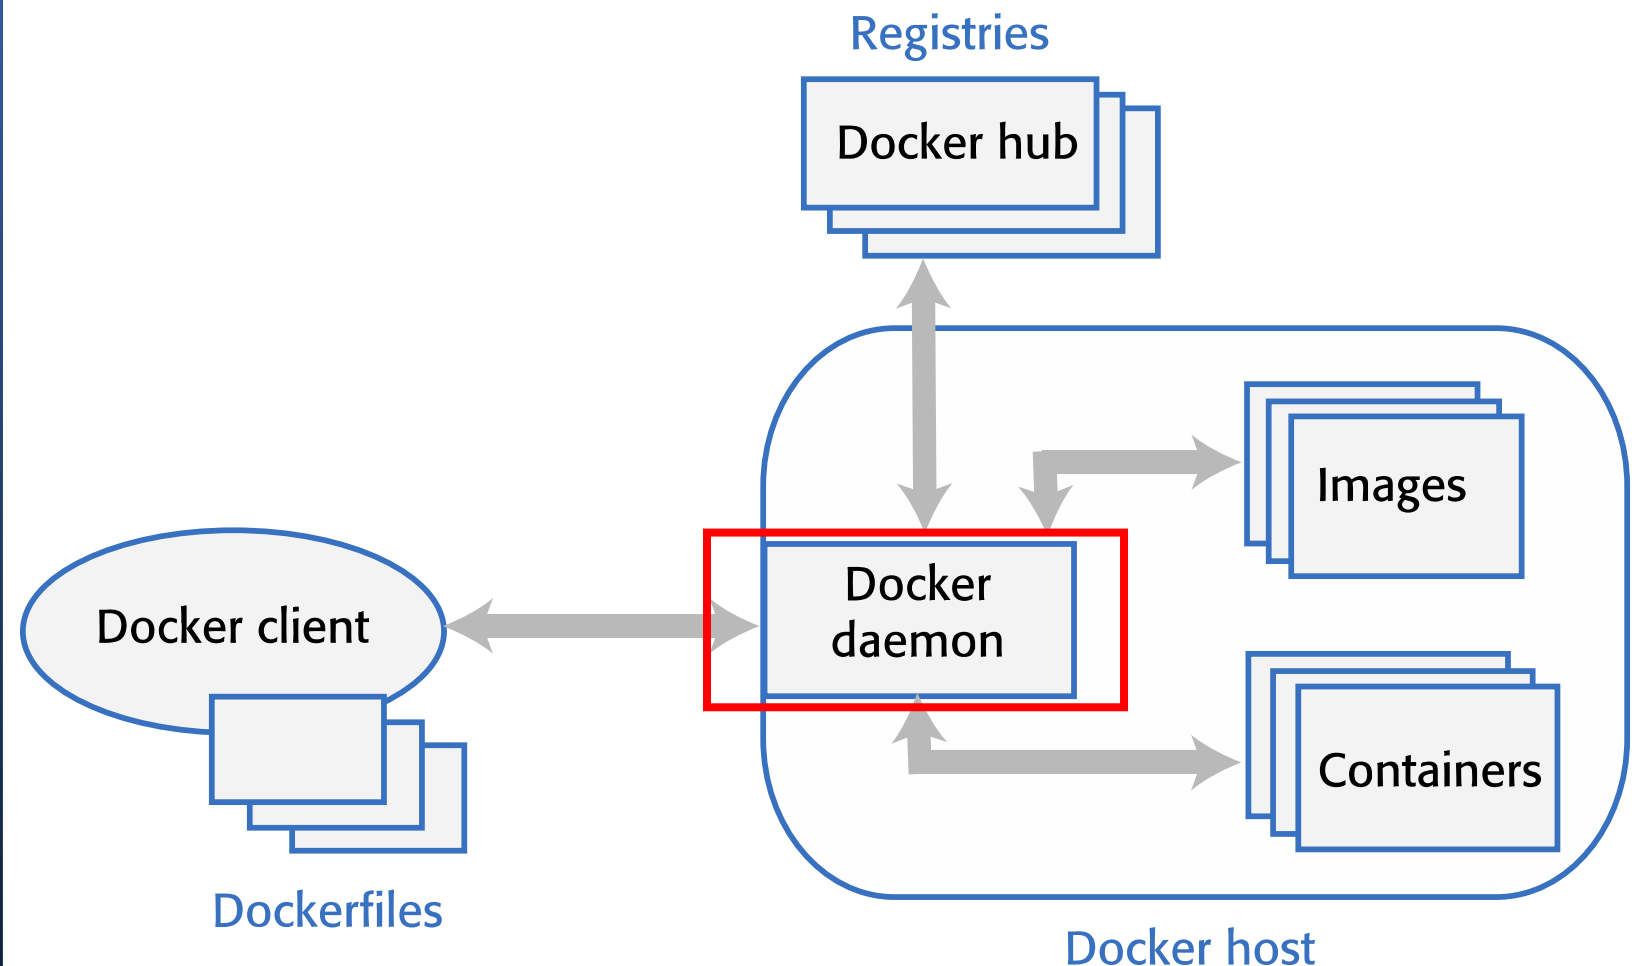 Registries
Docker hub
Images
Docker
daemon
Docker client
Containers
Dockerfiles
Docker host